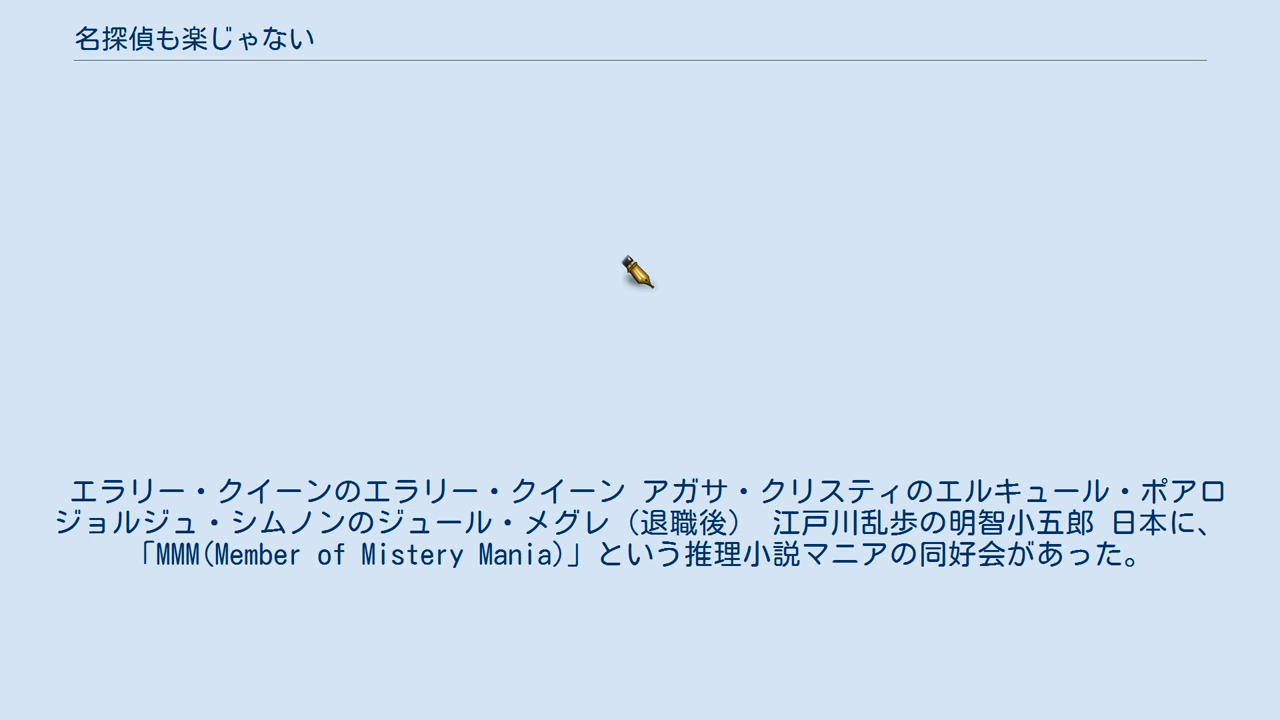 名探偵も楽じゃない
エラリー・クイーンのエラリー・クイーン アガサ・クリスティのエルキュール・ポアロ
ジョルジュ・シムノンのジュール・メグレ（退職後） 江戸川乱歩の明智小五郎 日本に、
「MMM(Member of Mistery Mania)」という推理小説マニアの同好会があった。